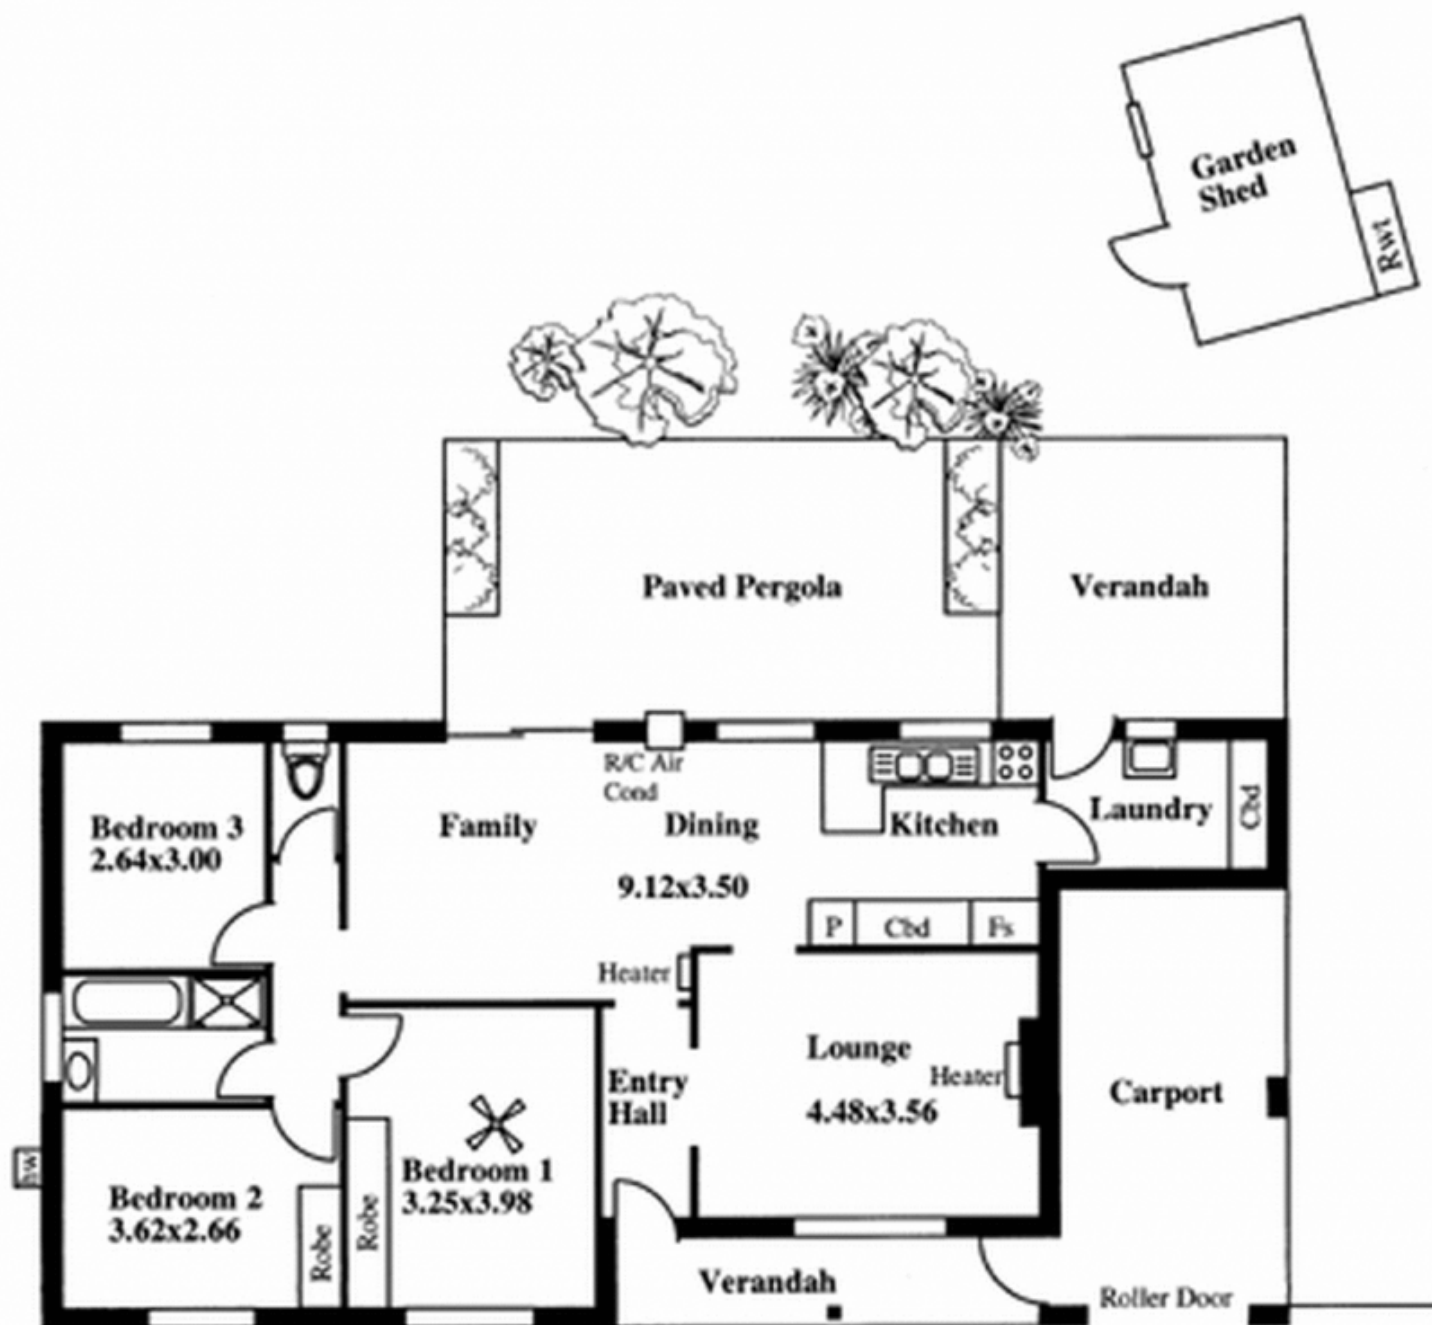 Garden
Shed
Rwt
Paved Pergola
Verandah
R/C Air
Cond
Bedroom 3
2.64x3.00
Family
Dining
Kitchen
Laundry
Cbd
9.12x3.50
P
Cbd
Fs
Heater
Lounge
Heater
4.48x3.56
Entry
Hall
Carport
hw
Bedroom 1
3.25x3.98
Bedroom 2
3.62x2.66
Robe
Robe
Verandah
Roller Door